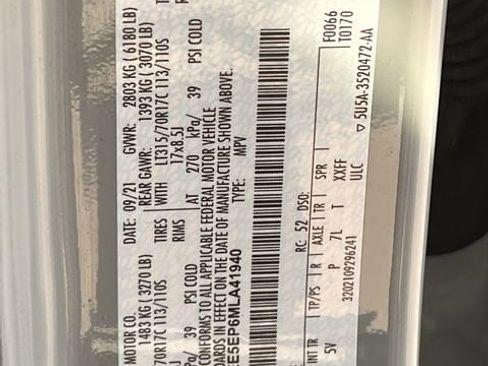 MOTOR CO.
DATE: 09/21 GVWR: 2803 KG ( 6180 LB)
1483 KG ( 3270 LB) REAR GAWR: 1393 KG ( 3070 LB)
70R17C 113/110S TIRES WITH LT315/70R17C 113/110S
J RIMS 17x8.5J
Pa/ 39 PSI COLD AT 270 kPa/ 39 PSI COLD
CONFORMS TO ALL APPLICABLE FEDERAL MOTOR VEHICLE
DARDS IN EFFECT ON THE DATE OF MANUFACTURE SHOWN ABOVE.
E5EP6MLA41940 TYPE: MPV
F0066
T0170
RC: 52 DSO:
INT TR TP/PS R AXLE TR SPR
5V P 7L T XXFF
ULC
3202109296241
▽ 5U5A-3520472-AA